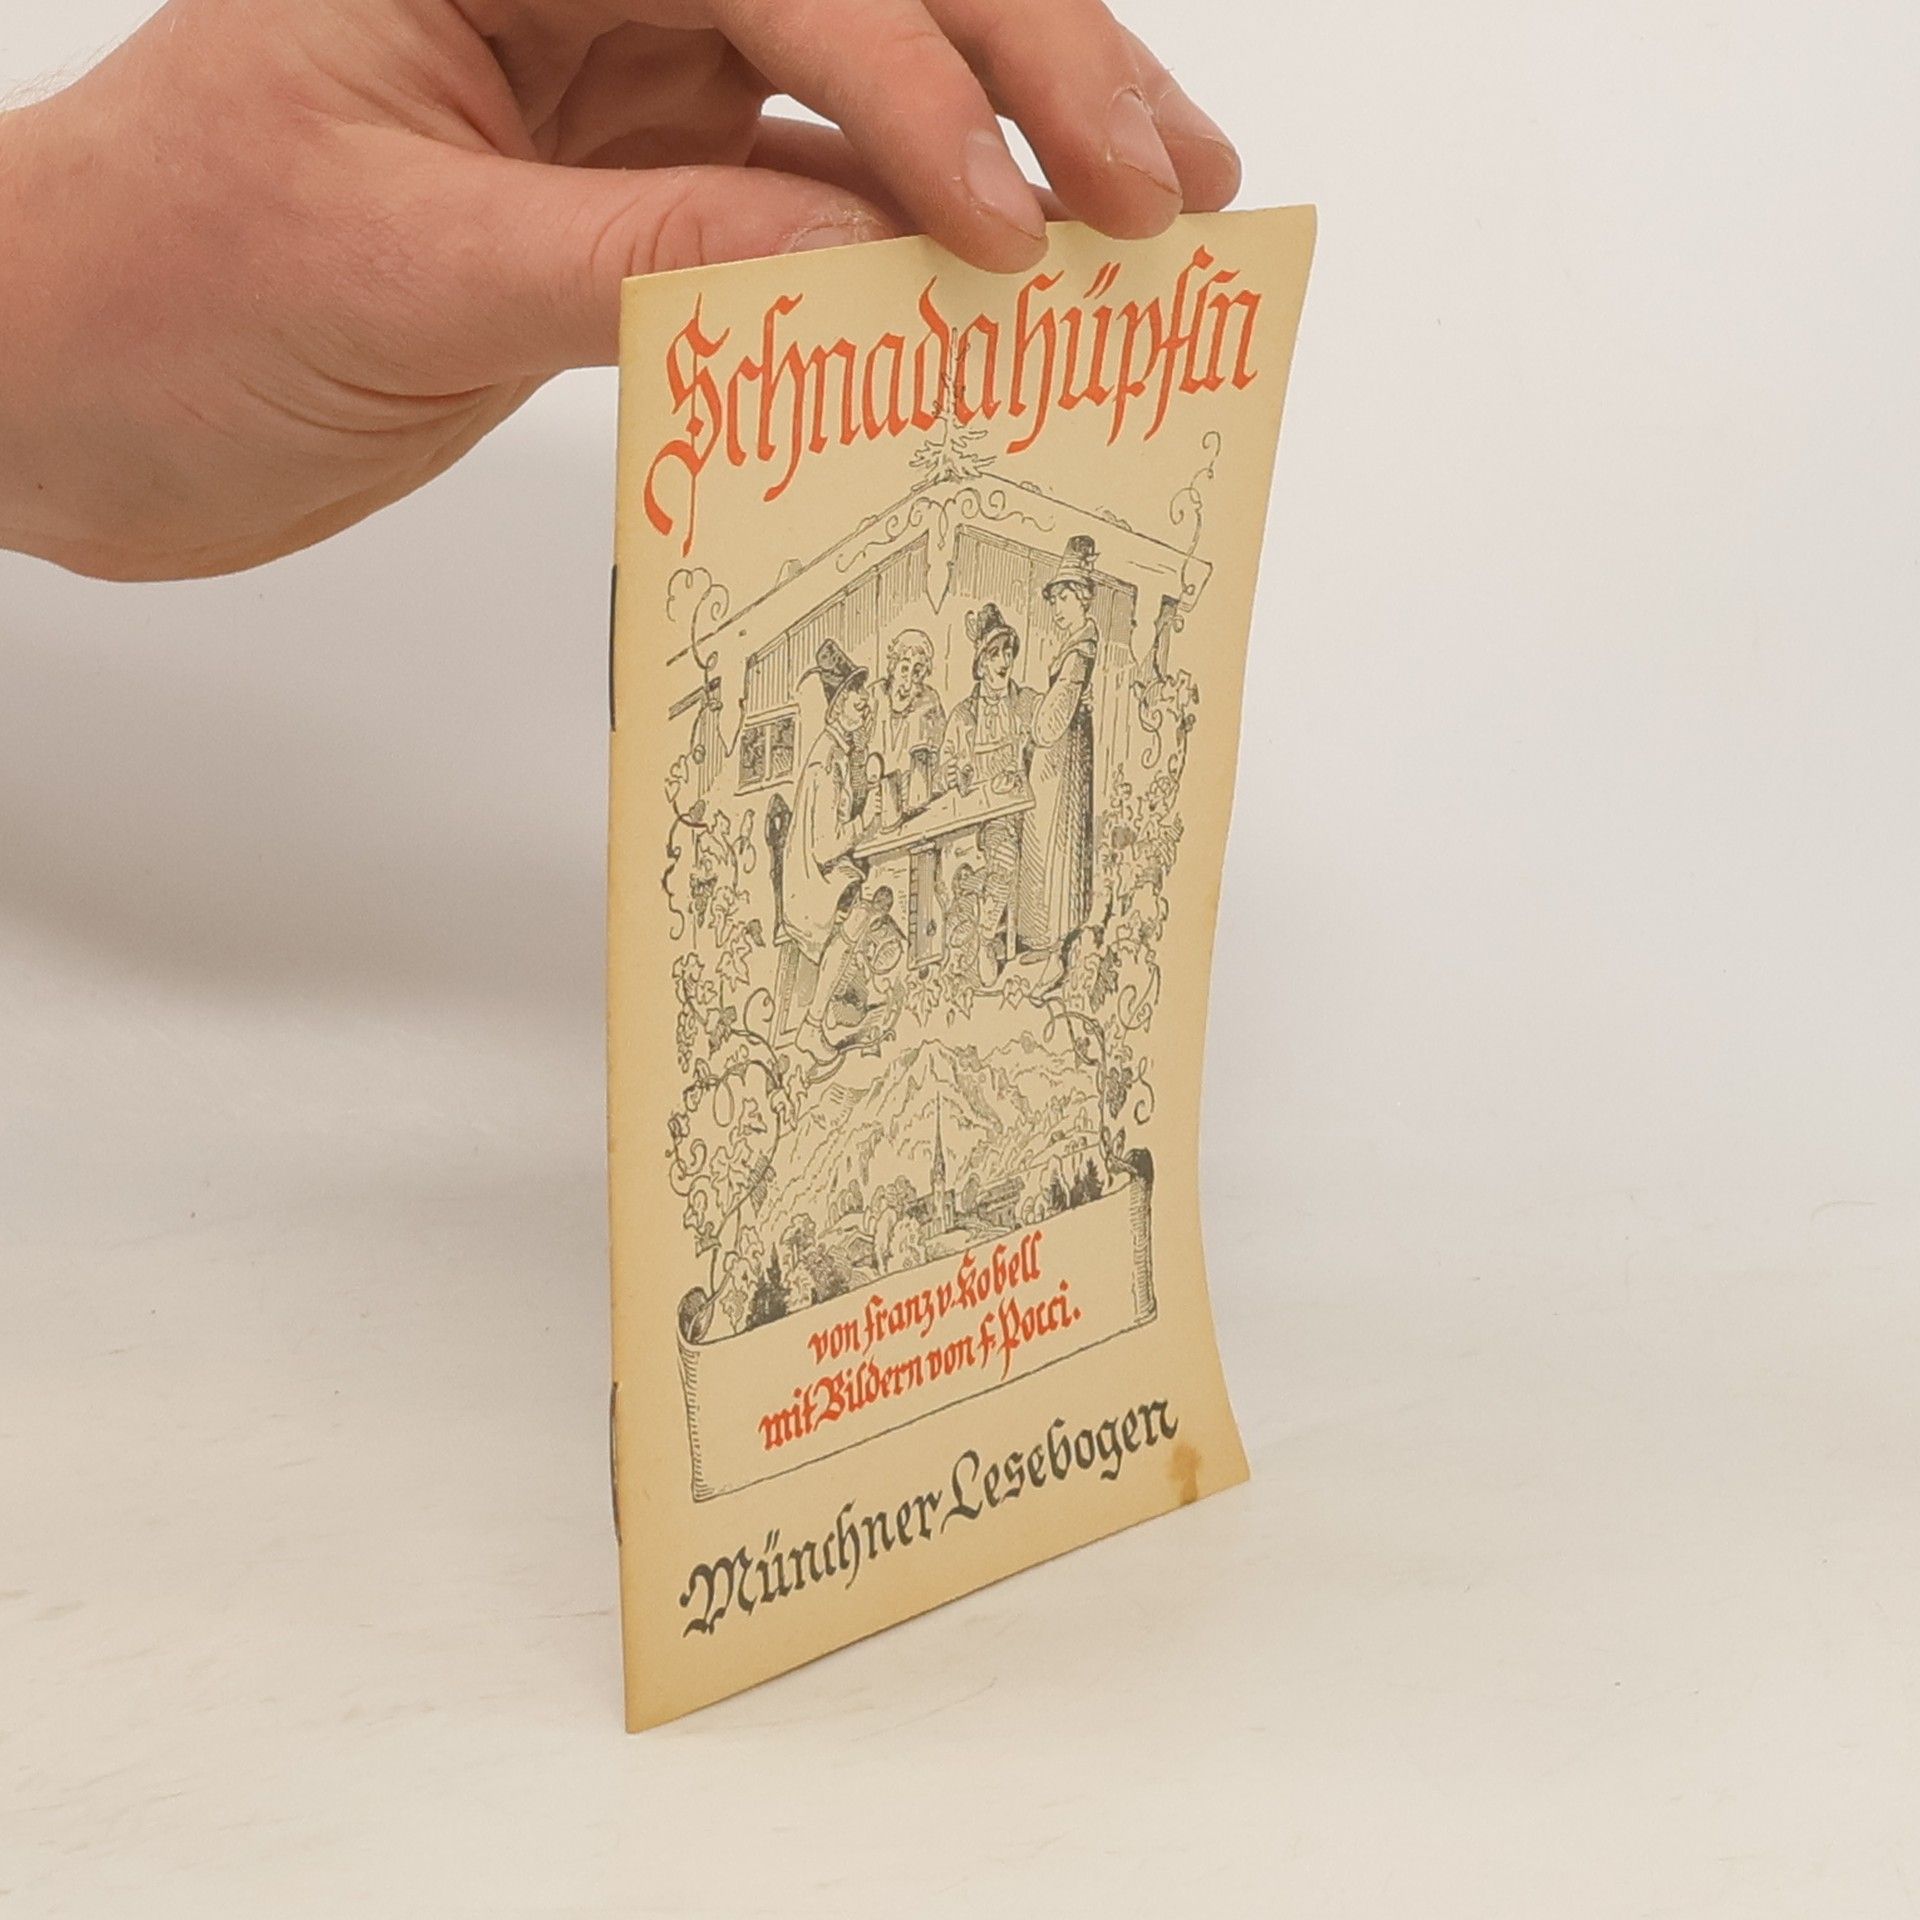 Schnadahüpfln
von Franz v. Kobell
mit Bildern von F. Pocci.
Münchner Lesebogen